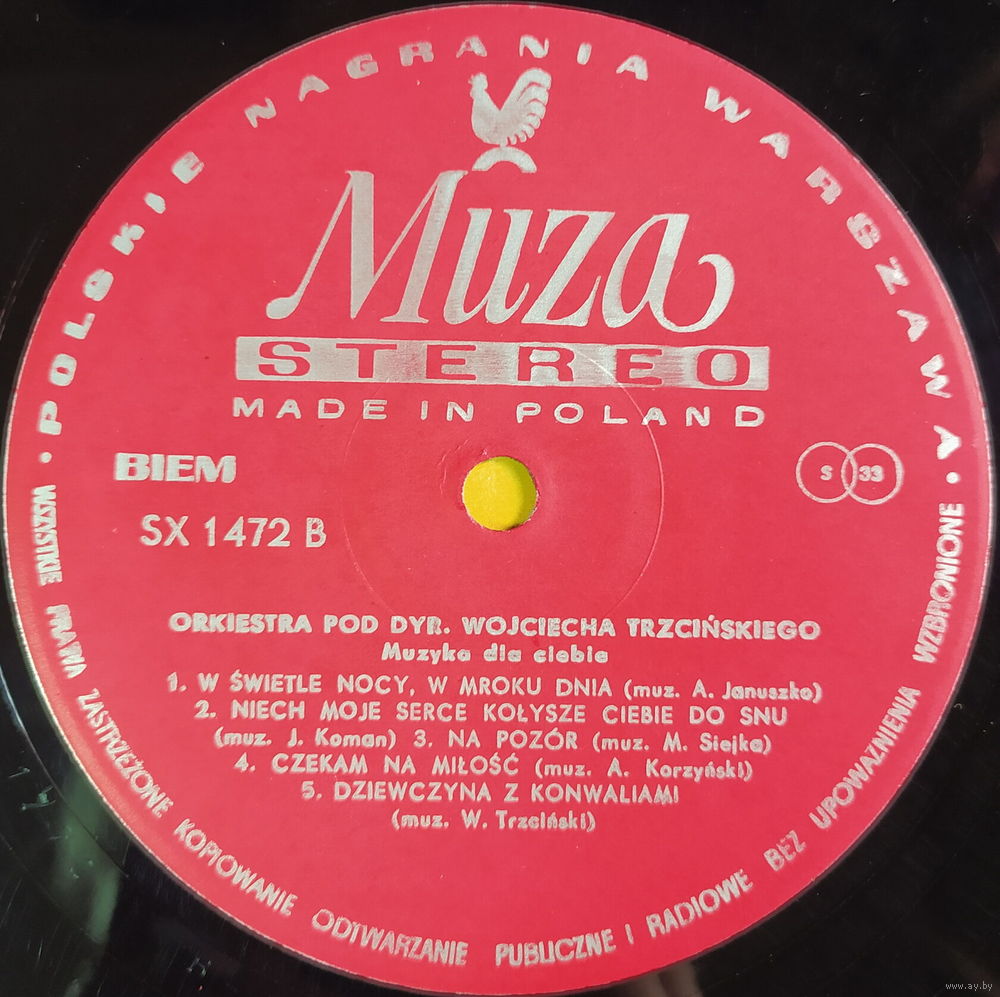 POLSKIE NAGRANIA WARSZAWA
Muza
STEREO
MADE IN POLAND
BIEM
S 33
SX 1472 B
ORKIESTRA POD DYR. WOJCIECHA TRZCIŃSKIEGO
Muzyka dla ciebie
1. W ŚWIETLE NOCY, W MROKU DNIA (muz. A. Januszko)
2. NIECH MOJE SERCE KOŁYSZE CIEBIE DO SNU
(muz. J. Koman) 3. NA POZÓR (muz. M. Siejka)
4. CZEKAM NA MIŁOŚĆ (muz. A. Korzyński)
5. DZIEWCZYNA Z KONWALIAMI
(muz. W. Trzciński)
· WSZYSTKIE PRAWA ZASTRZEŻONE KOPIOWANIE ODTWARZANIE PUBLICZNE I RADIOWE BEZ UPOWAŻNIENIA WZBRONIONE ·
www.ay.by